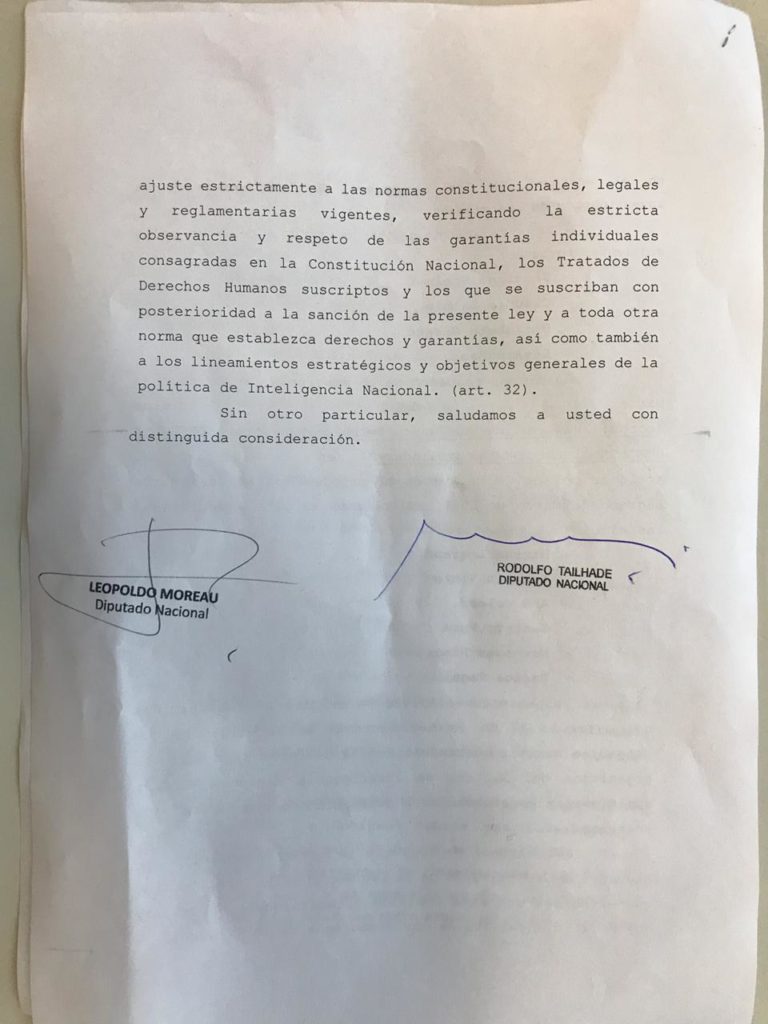 ajuste estrictamente a las normas constitucionales, legales
y reglamentarias vigentes, verificando la estricta
observancia y respeto de las garantías individuales
consagradas en la Constitución Nacional, los Tratados de
Derechos Humanos suscriptos y los que se suscriban con
posterioridad a la sanción de la presente ley y a toda otra
norma que establezca derechos y garantías, así como también
a los lineamientos estratégicos y objetivos generales de la
política de Inteligencia Nacional. (art. 32).
Sin otro particular, saludamos a usted con
distinguida consideración.
LEOPOLDO MOREAU
Diputado Nacional
RODOLFO TAILHADE
DIPUTADO NACIONAL